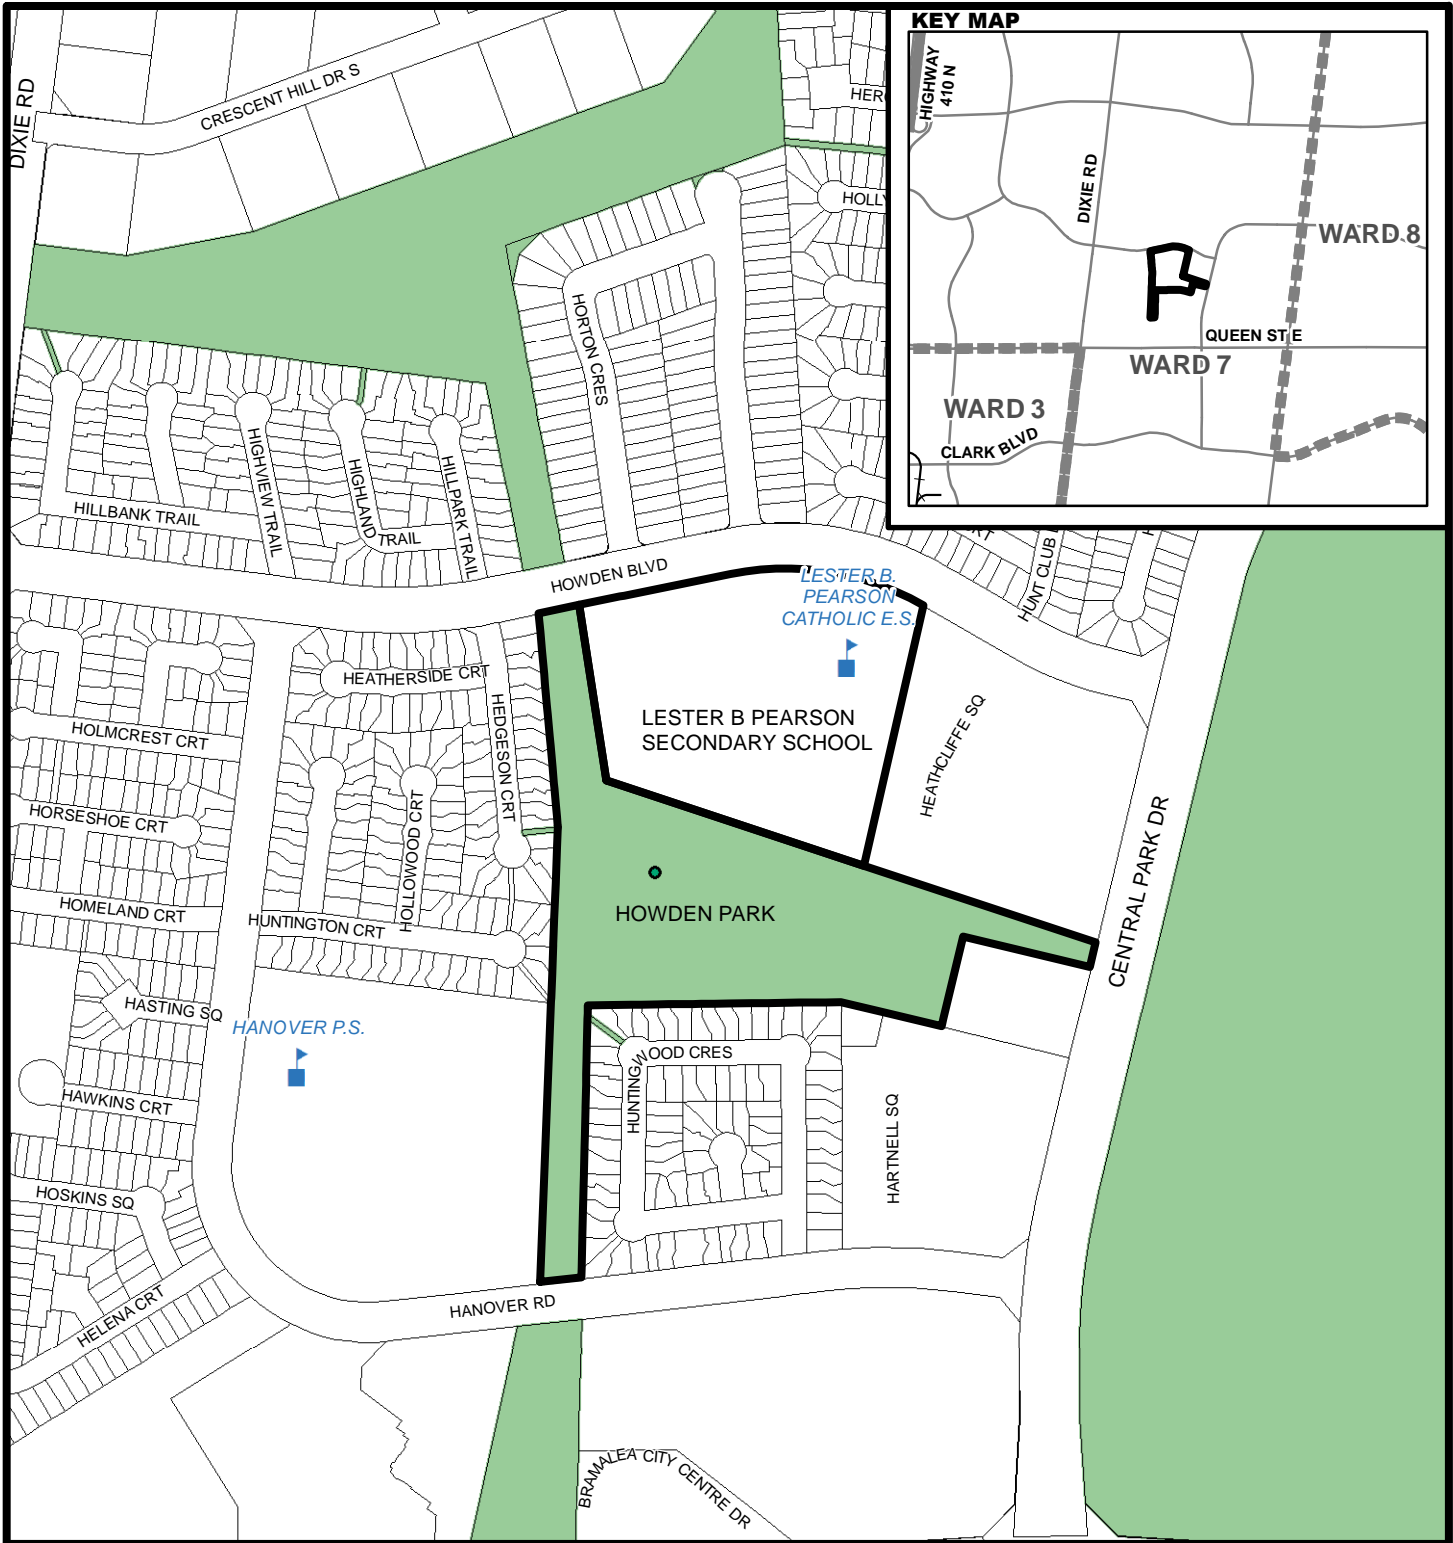 KEY MAP
HIGHWAY
410 N
DIXIE RD
WARD 8
QUEEN ST E
WARD 7
WARD 3
CLARK BLVD
DIXIE RD
CRESCENT HILL DR S
HOLLY
HORTON CRES
HIGHVIEW TRAIL
HIGHLAND
TRAIL
HILLPARK TRAIL
HILLBANK TRAIL
HOWDEN BLVD
HUNT CLUB
LESTER B.
PEARSON
CATHOLIC E.S.
HEATHERSIDE CRT
HEDGESON CRT
LESTER B PEARSON
SECONDARY SCHOOL
HEATHCLIFFE SQ
HOLMCREST CRT
HORSESHOE CRT
HOLLOWOOD CRT
CENTRAL PARK DR
HOMELAND CRT
HUNTINGTON CRT
HOWDEN PARK
HASTING SQ
HANOVER P.S.
HUNTINGWOOD CRES
HAWKINS CRT
HARTNELL SQ
HOSKINS SQ
HELENA CRT
HANOVER RD
BRAMALEA CITY CENTRE DR